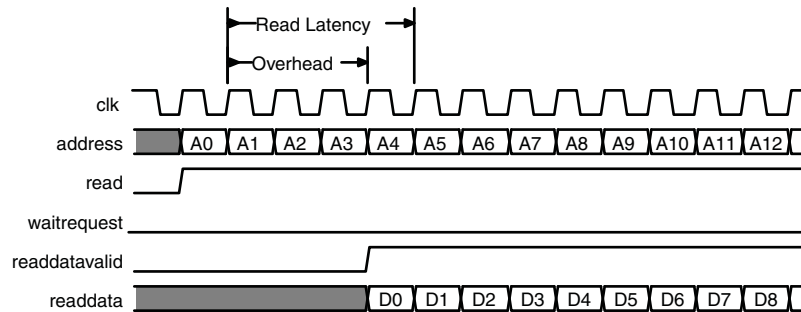 Read Latency
Overhead
clk
address A0 A1 A2 A3 A4 A5 A6 A7 A8 A9 A10 A11 A12
read
waitrequest
readdatavalid
readdata D0 D1 D2 D3 D4 D5 D6 D7 D8